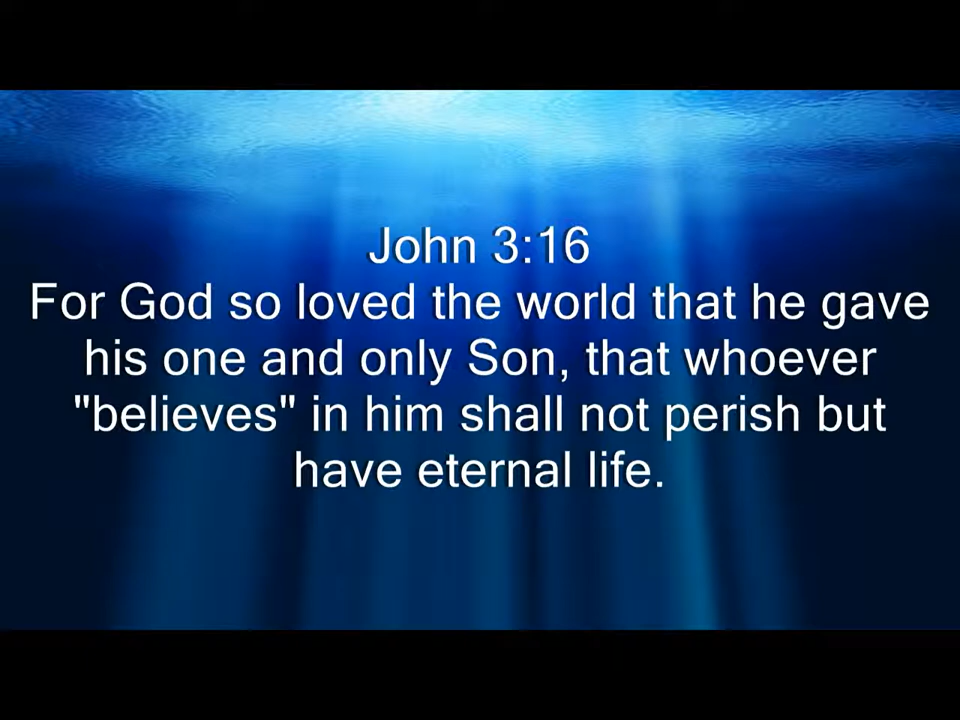 John 3:16
For God so loved the world that he gave
his one and only Son, that whoever
"believes" in him shall not perish but
have eternal life.